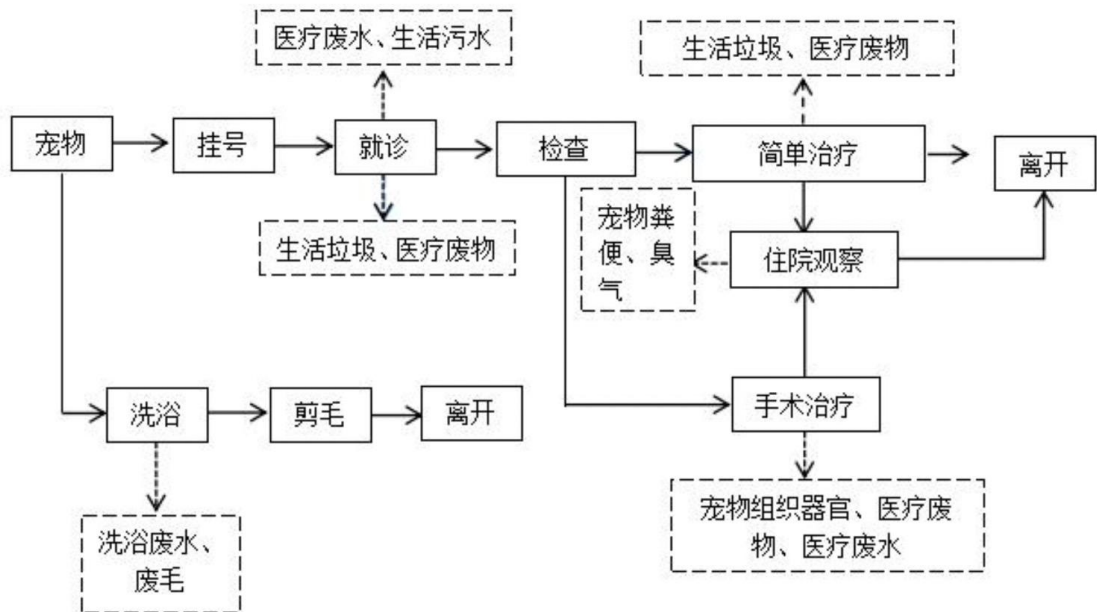 医疗废水、生活污水
生活垃圾、医疗废物
宠物
挂号
就诊
检查
简单治疗
离开
生活垃圾、医疗废物
宠物粪
便、臭
气
住院观察
洗浴
剪毛
离开
手术治疗
洗浴废水、
废毛
宠物组织器官、医疗废
物、医疗废水